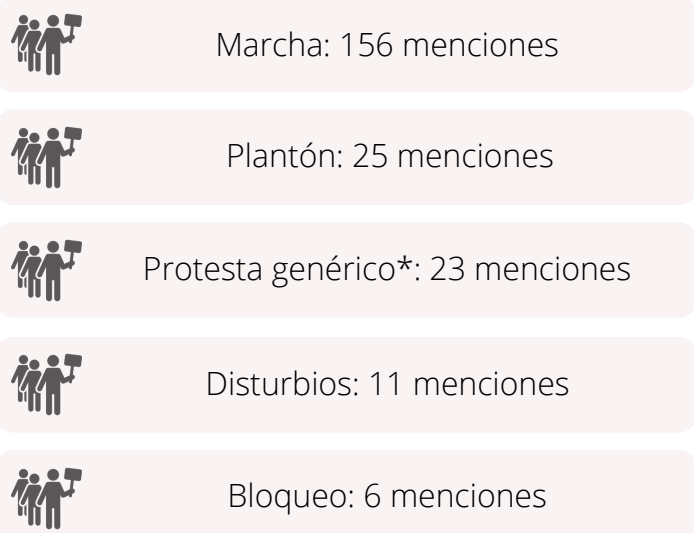 Marcha: 156 menciones
Plantón: 25 menciones
Protesta genérico*: 23 menciones
Disturbios: 11 menciones
Bloqueo: 6 menciones